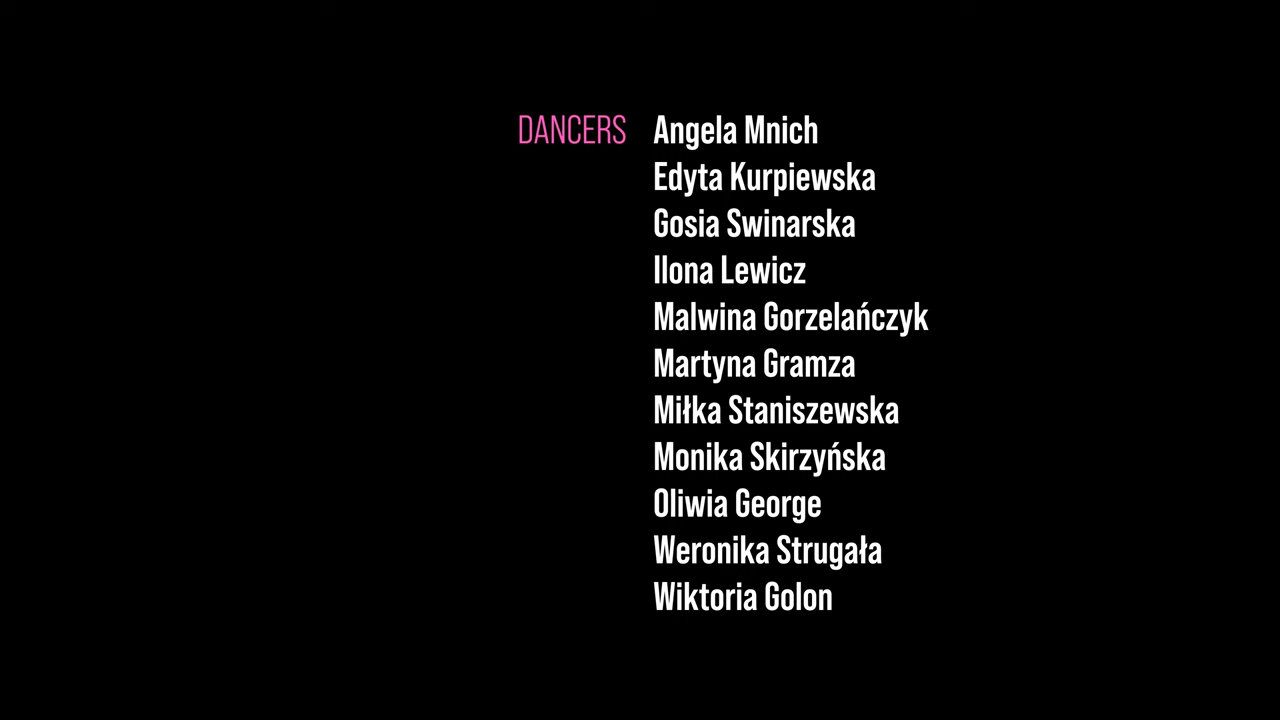 DANCERS Angela Mnich
Edyta Kurpiewska
Gosia Swinarska
Ilona Lewicz
Malwina Gorzelańczyk
Martyna Gramza
Miłka Staniszewska
Monika Skirzyńska
Oliwia George
Weronika Strugała
Wiktoria Golon